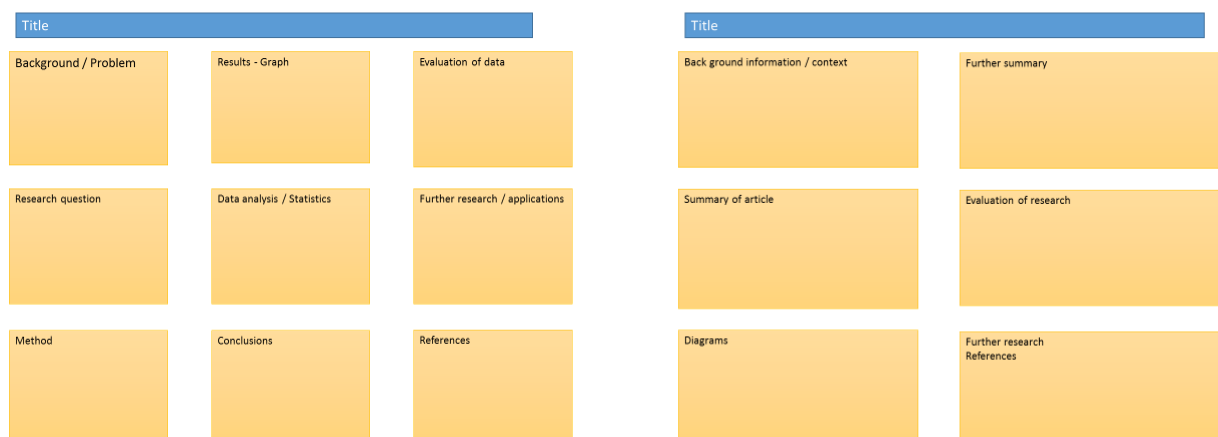 Title
Background / Problem
Research question
Method
Results - Graph
Data analysis / Statistics
Conclusions
Evaluation of data
Further research / applications
References
Title
Back ground information / context
Summary of article
Diagrams
Further summary
Evaluation of research
Further research
References